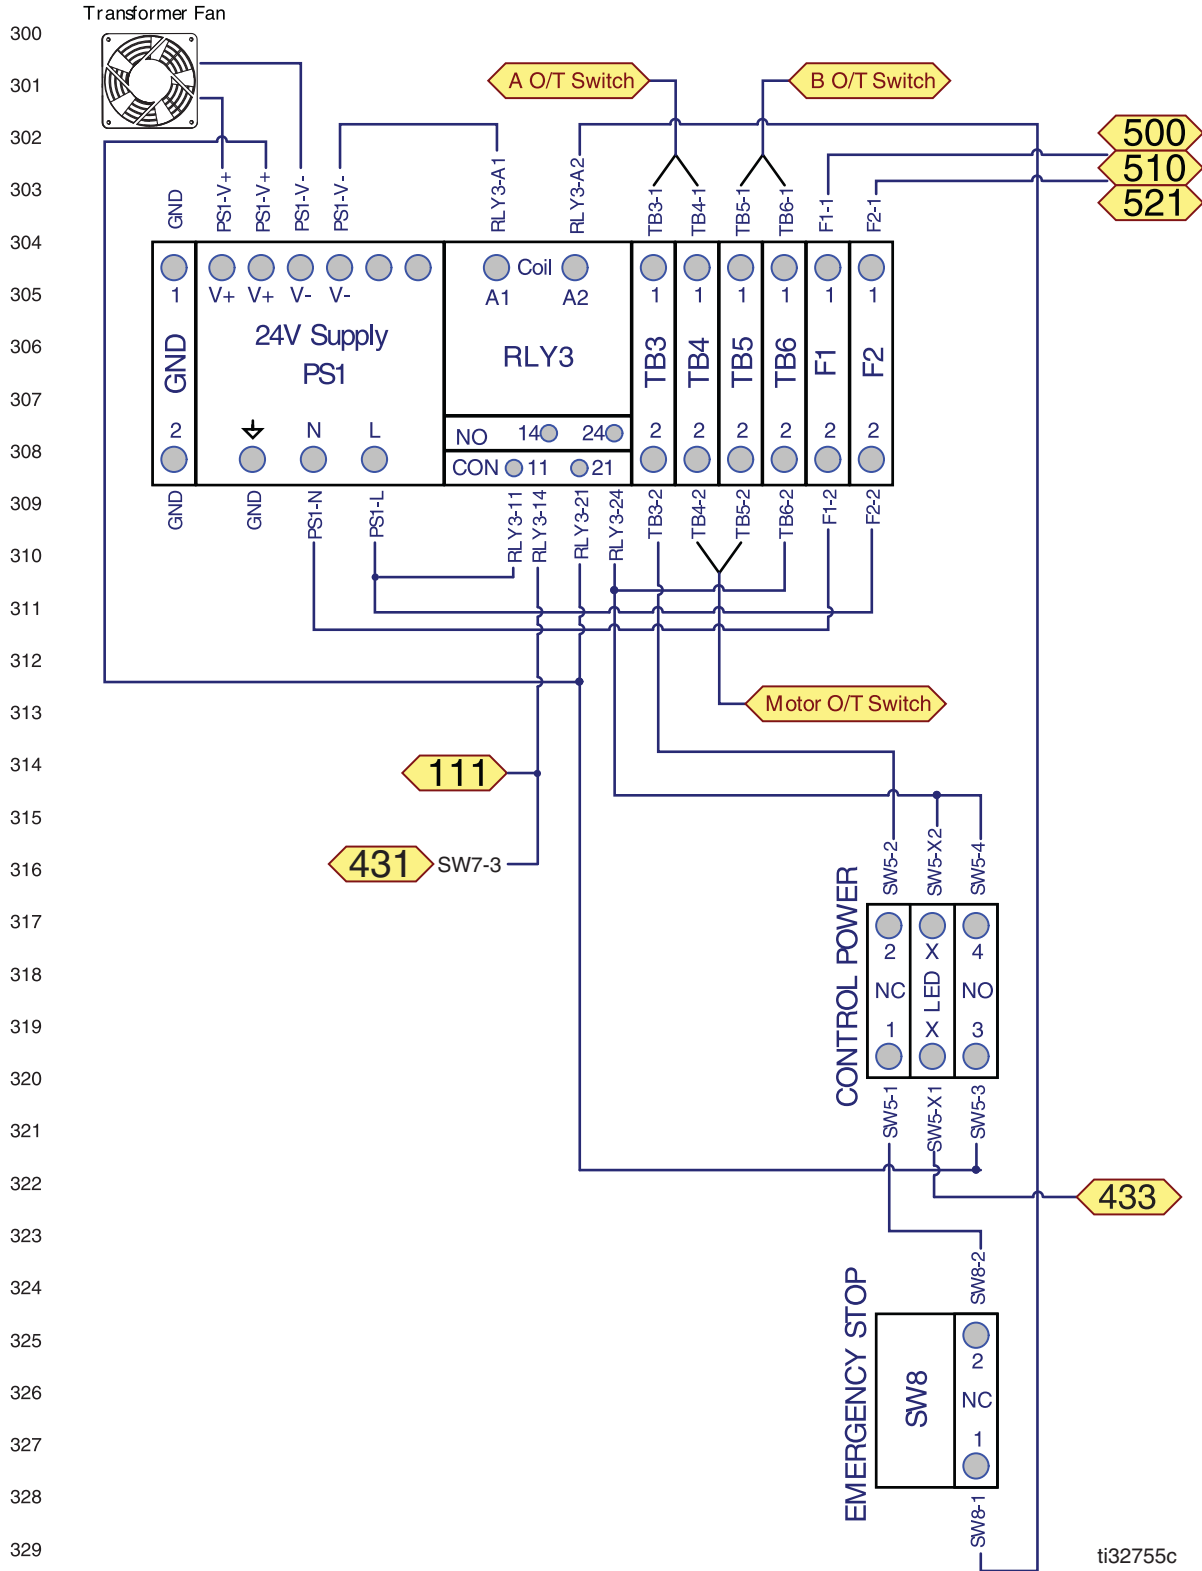 Transformer Fan
300
301
302
303
304
305
306
307
308
309
310
311
312
313
314
315
316
317
318
319
320
321
322
323
324
325
326
327
328
329
A O/T Switch
B O/T Switch
500
510
521
GND
PS1-V+
PS1-V+
PS1-V-
PS1-V-
RLY3-A1
RLY3-A2
TB3-1
TB4-1
TB5-1
TB6-1
F1-1
F2-1
1
GND
2
V+
V+
V-
V-
24V Supply
PS1
N
L
Coil
A1
A2
RLY3
NO
14
24
CON
11
21
1
TB3
2
1
TB4
2
1
TB5
2
1
TB6
2
1
F1
2
1
F2
2
GND
GND
PS1-N
PS1-L
RLY3-11
RLY3-14
RLY3-21
RLY3-24
TB3-2
TB4-2
TB5-2
TB6-2
F1-2
F2-2
Motor O/T Switch
111
431
SW7-3
SW5-2
SW5-X2
SW5-4
CONTROL POWER
2
NC
1
X
LED
X
4
NO
3
SW5-1
SW5-X1
SW5-3
433
SW8-2
EMERGENCY STOP
SW8
2
NC
1
SW8-1
ti32755c